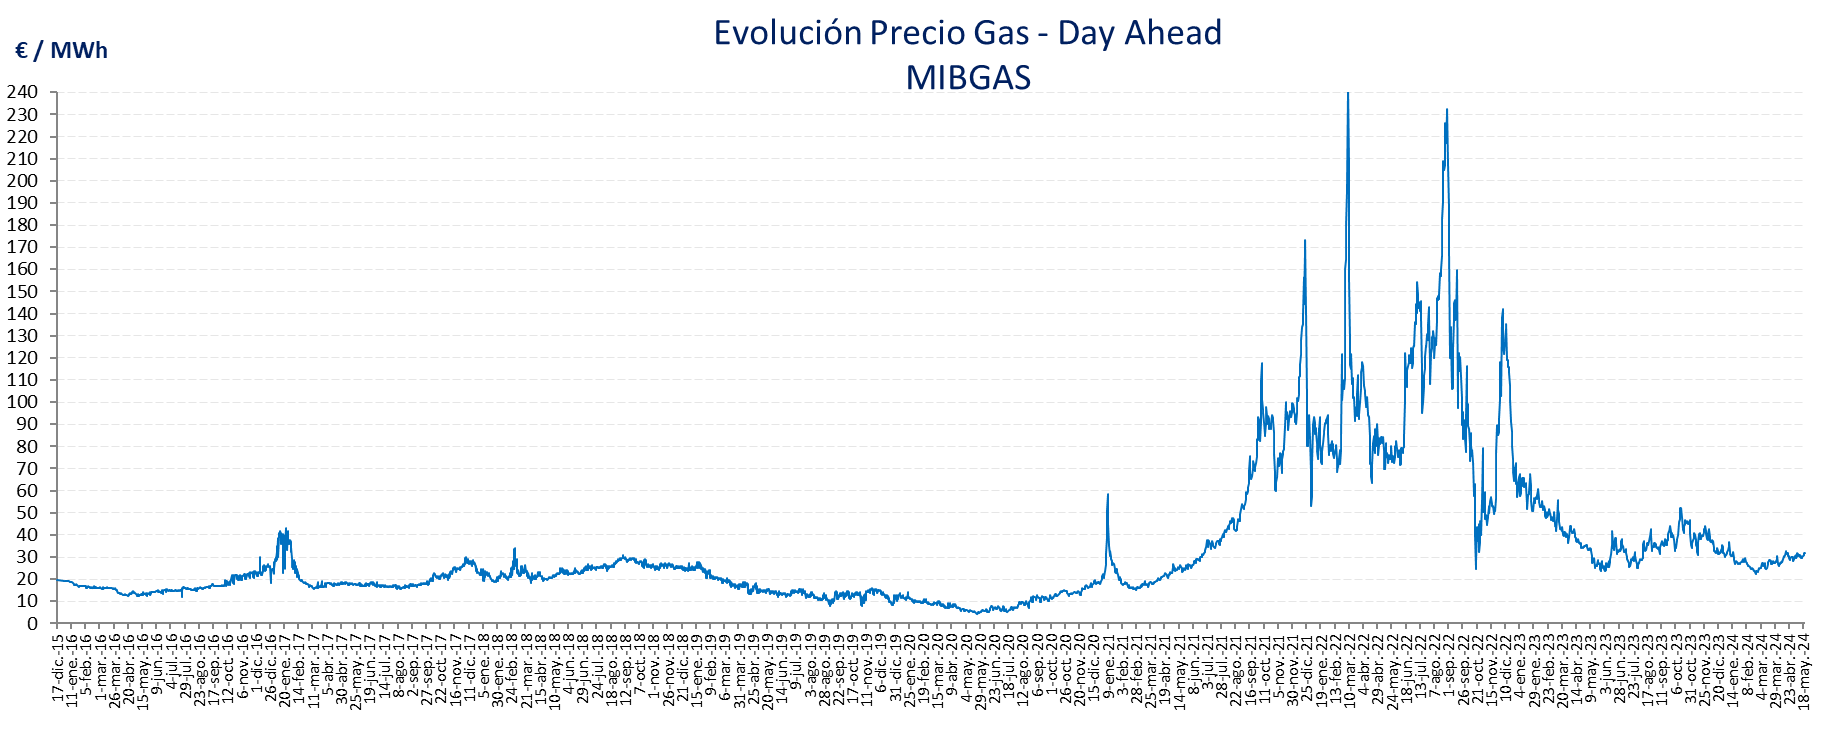 Evolución Precio Gas - Day Ahead
MIBGAS
€ / MWh
240
230
220
210
200
190
180
170
160
150
140
130
120
110
100
90
80
70
60
50
40
30
20
10
0
17-dic.-15
11-ene.-16
5-feb.-16
1-mar.-16
26-mar.-16
20-abr.-16
15-may.-16
9-jun.-16
4-jul.-16
29-jul.-16
23-ago.-16
17-sep.-16
12-oct.-16
6-nov.-16
1-dic.-16
26-dic.-16
20-ene.-17
14-feb.-17
11-mar.-17
5-abr.-17
30-abr.-17
25-may.-17
19-jun.-17
14-jul.-17
8-ago.-17
2-sep.-17
27-sep.-17
22-oct.-17
16-nov.-17
11-dic.-17
5-ene.-18
30-ene.-18
24-feb.-18
21-mar.-18
15-abr.-18
10-may.-18
4-jun.-18
29-jun.-18
24-jul.-18
18-ago.-18
12-sep.-18
7-oct.-18
1-nov.-18
26-nov.-18
21-dic.-18
15-ene.-19
9-feb.-19
6-mar.-19
31-mar.-19
25-abr.-19
20-may.-19
14-jun.-19
9-jul.-19
3-ago.-19
28-ago.-19
22-sep.-19
17-oct.-19
11-nov.-19
6-dic.-19
31-dic.-19
25-ene.-20
19-feb.-20
15-mar.-20
9-abr.-20
4-may.-20
29-may.-20
23-jun.-20
18-jul.-20
12-ago.-20
6-sep.-20
1-oct.-20
26-oct.-20
20-nov.-20
15-dic.-20
9-ene.-21
3-feb.-21
28-feb.-21
25-mar.-21
19-abr.-21
14-may.-21
8-jun.-21
3-jul.-21
28-jul.-21
22-ago.-21
16-sep.-21
11-oct.-21
5-nov.-21
30-nov.-21
25-dic.-21
19-ene.-22
13-feb.-22
10-mar.-22
4-abr.-22
29-abr.-22
24-may.-22
18-jun.-22
13-jul.-22
7-ago.-22
1-sep.-22
26-sep.-22
21-oct.-22
15-nov.-22
10-dic.-22
4-ene.-23
29-ene.-23
23-feb.-23
20-mar.-23
14-abr.-23
9-may.-23
3-jun.-23
28-jun.-23
23-jul.-23
17-ago.-23
11-sep.-23
6-oct.-23
31-oct.-23
25-nov.-23
20-dic.-23
14-ene.-24
8-feb.-24
4-mar.-24
29-mar.-24
23-abr.-24
18-may.-24